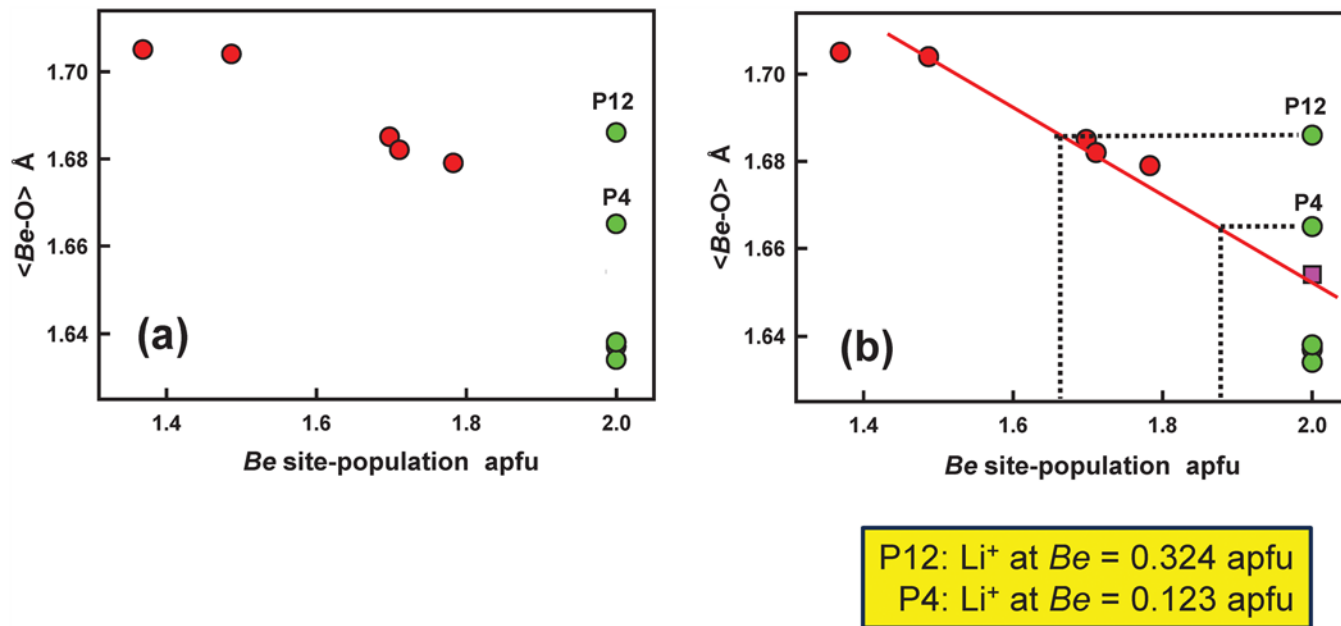 <Be-O> Å
1.70
1.68
1.66
1.64
P12
P4
(a)
1.4
1.6
1.8
2.0
Be site-population apfu
<Be-O> Å
1.70
1.68
1.66
1.64
P12
P4
(b)
1.4
1.6
1.8
2.0
Be site-population apfu
P12: Li⁺ at Be = 0.324 apfu
P4: Li⁺ at Be = 0.123 apfu